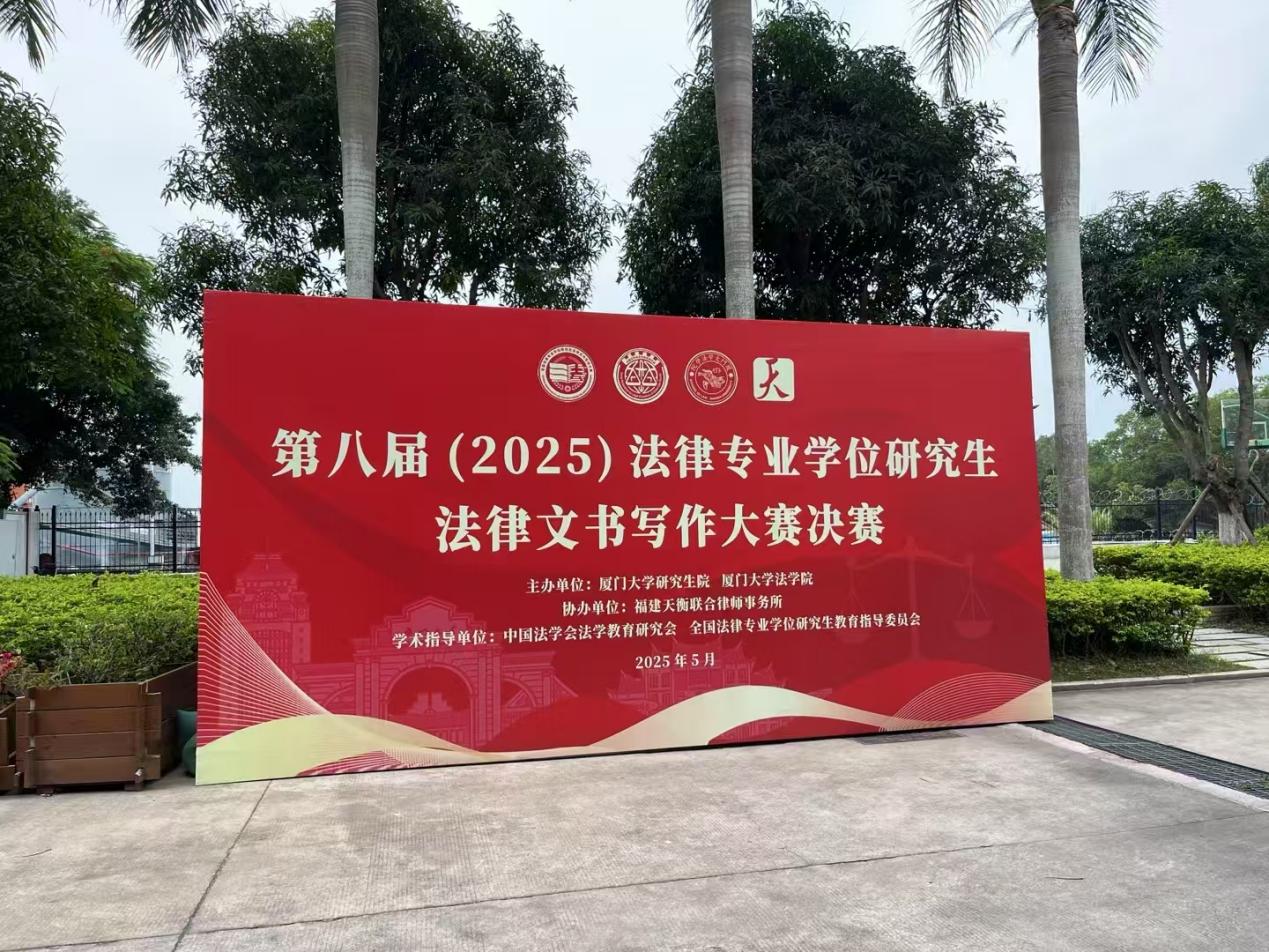 天
第八届(2025)法律专业学位研究生
法律文书写作大赛决赛
主办单位：厦门大学研究生院 厦门大学法学院
协办单位：福建天衡联合律师事务所
学术指导单位：中国法学会法学教育研究会 全国法律专业学位研究生教育指导委员会
2025年5月